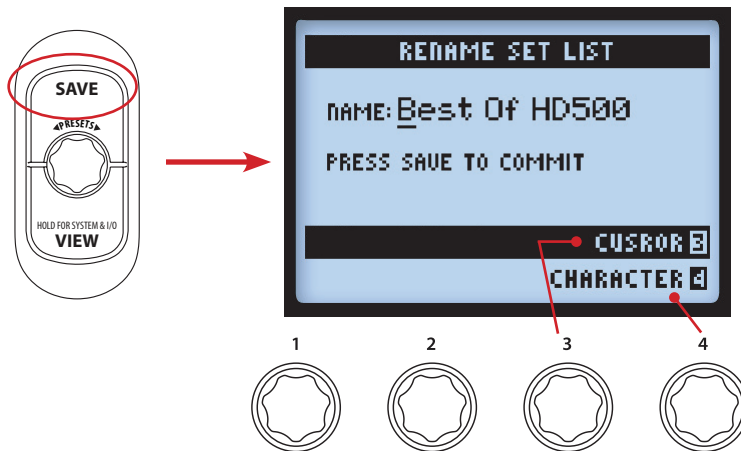 SAVE
◀PRESETS▶
HOLD FOR SYSTEM & I/O
VIEW
RENAME SET LIST
NAME: Best Of HD500
PRESS SAVE TO COMMIT
CUSROR 3
CHARACTER 4
1 2 3 4